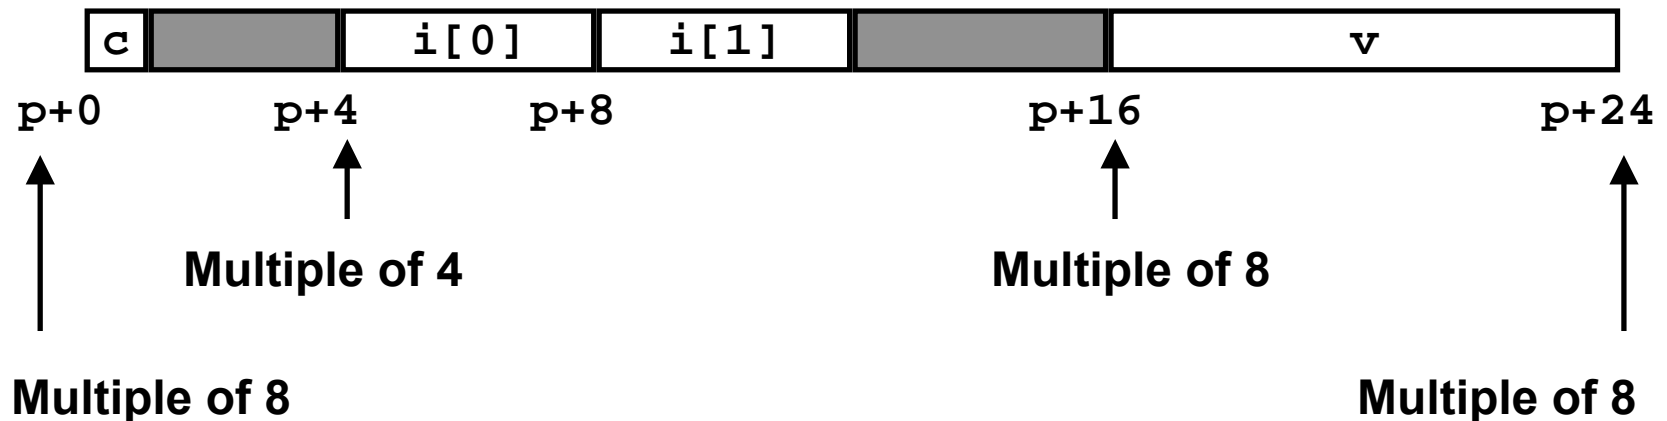 c i[0] i[1] v
p+0 p+4 p+8 p+16 p+24
Multiple of 4 Multiple of 8
Multiple of 8 Multiple of 8